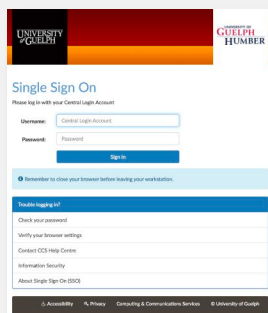 UNIVERSITY
of GUELPH
UNIVERSITY OF
GUELPH
HUMBER
Single Sign On
Please log in with your Central Login Account
Username:
Central Login Account
Password:
Password
Sign In
Remember to close your browser before leaving your workstation.
Trouble logging in?
Check your password
Verify your browser settings
Contact CCS Help Centre
Information Security
About Single Sign On (SSO)
Accessibility Privacy Computing & Communications Services © University of Guelph